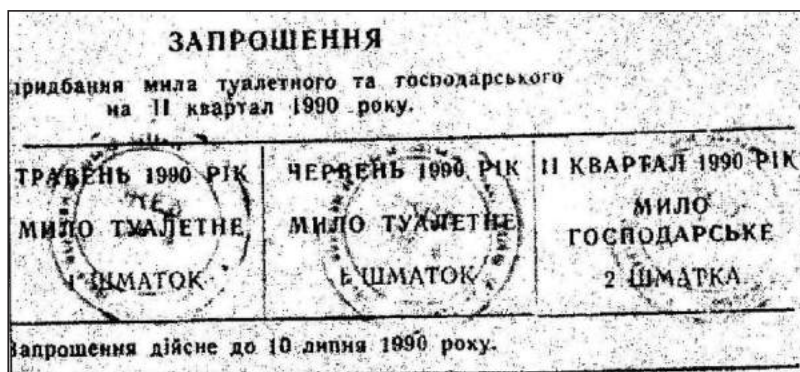 ЗАПРОШЕННЯ
придбання мила туалетного та господарського
на II квартал 1990 року.
ТРАВЕНЬ 1990 РІК
МИЛО ТУАЛЕТНЕ
1 ШМАТОК
ЧЕРВЕНЬ 1990 РІК
МИЛО ТУАЛЕТНЕ
1 ШМАТОК
II КВАРТАЛ 1990 РІК
МИЛО
ГОСПОДАРСЬКЕ
2 ШМАТКА
Запрошення дійсне до 10 липня 1990 року.